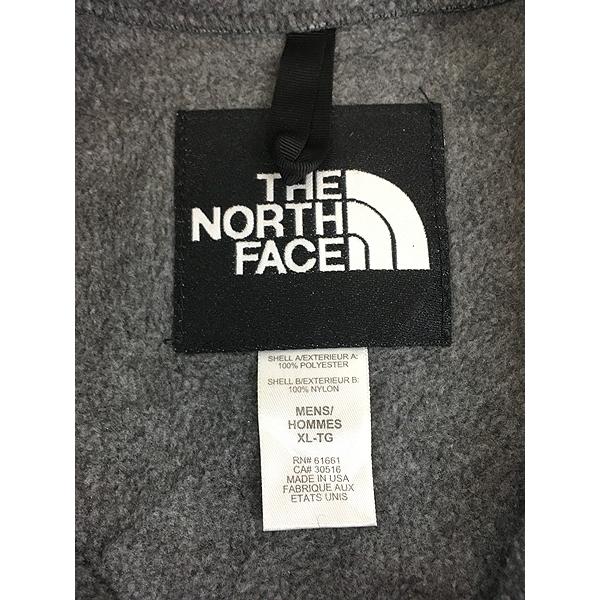 THE
NORTH
FACE
SHELL A/EXTERIEUR A:
100% POLYESTER
SHELL B/EXTERIEUR B:
100% NYLON
MENS/
HOMMES
XL-TG
RN# 61661
CA# 30516
MADE IN USA
FABRIQUE AUX
ETATS UNIS